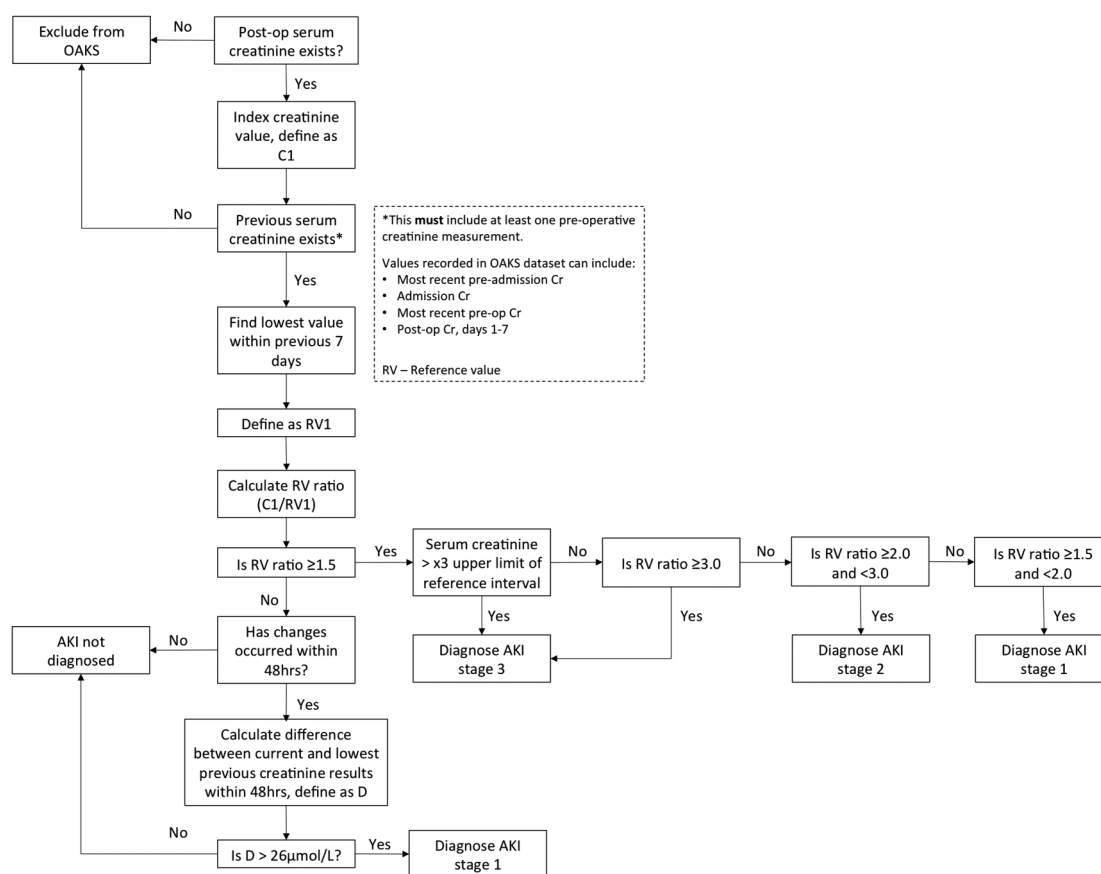 No
Exclude from
OAKS
Post-op serum
creatinine exists?
Yes
Index creatinine
value, define as
C1
No
Previous serum
creatinine exists*
*This must include at least one pre-operative
creatinine measurement.
Values recorded in OAKS dataset can include:
• Most recent pre-admission Cr
• Admission Cr
• Most recent pre-op Cr
• Post-op Cr, days 1-7
RV – Reference value
Yes
Find lowest value
within previous 7
days
Define as RV1
Calculate RV ratio
(C1/RV1)
Is RV ratio ≥1.5
Yes
Serum creatinine
> x3 upper limit of
reference interval
No
Is RV ratio ≥3.0
No
Is RV ratio ≥2.0
and <3.0
No
Is RV ratio ≥1.5
and <2.0
No
Yes
Yes
Yes
Yes
Diagnose AKI
stage 3
Diagnose AKI
stage 2
Diagnose AKI
stage 1
AKI not
diagnosed
No
Has changes
occurred within
48hrs?
Yes
Calculate difference
between current and lowest
previous creatinine results
within 48hrs, define as D
No
Is D > 26µmol/L?
Yes
Diagnose AKI
stage 1